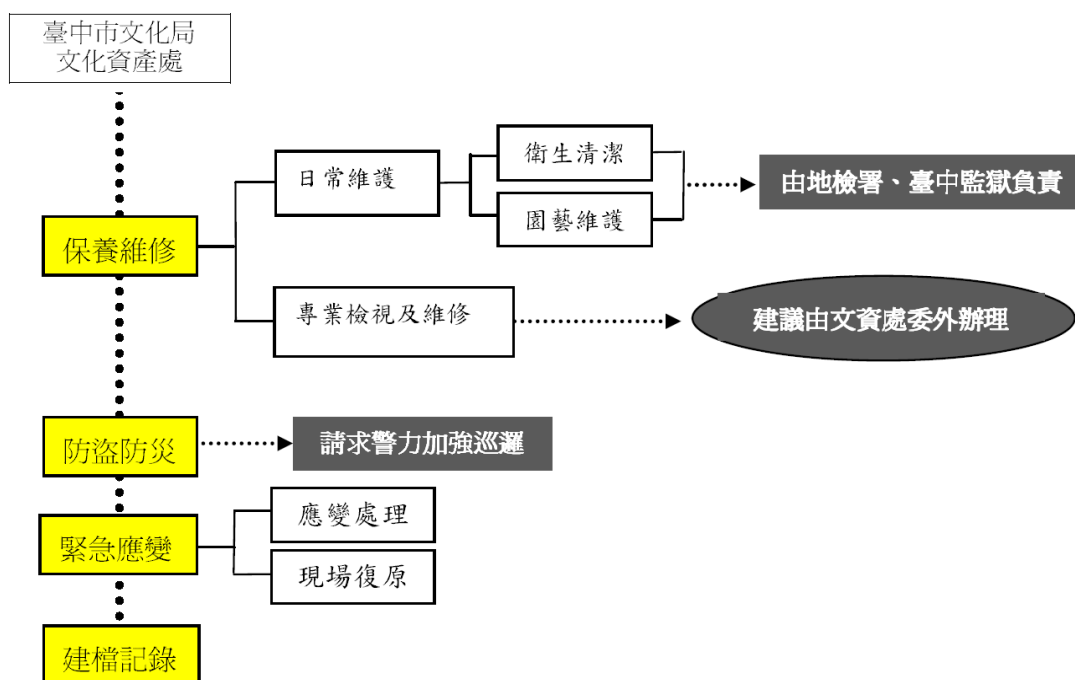 臺中市文化局
文化資產處
保養維修
日常維護
衛生清潔
園藝維護
由地檢署、臺中監獄負責
專業檢視及維修
建議由文資處委外辦理
防盜防災
請求警力加強巡邏
緊急應變
應變處理
現場復原
建檔記錄